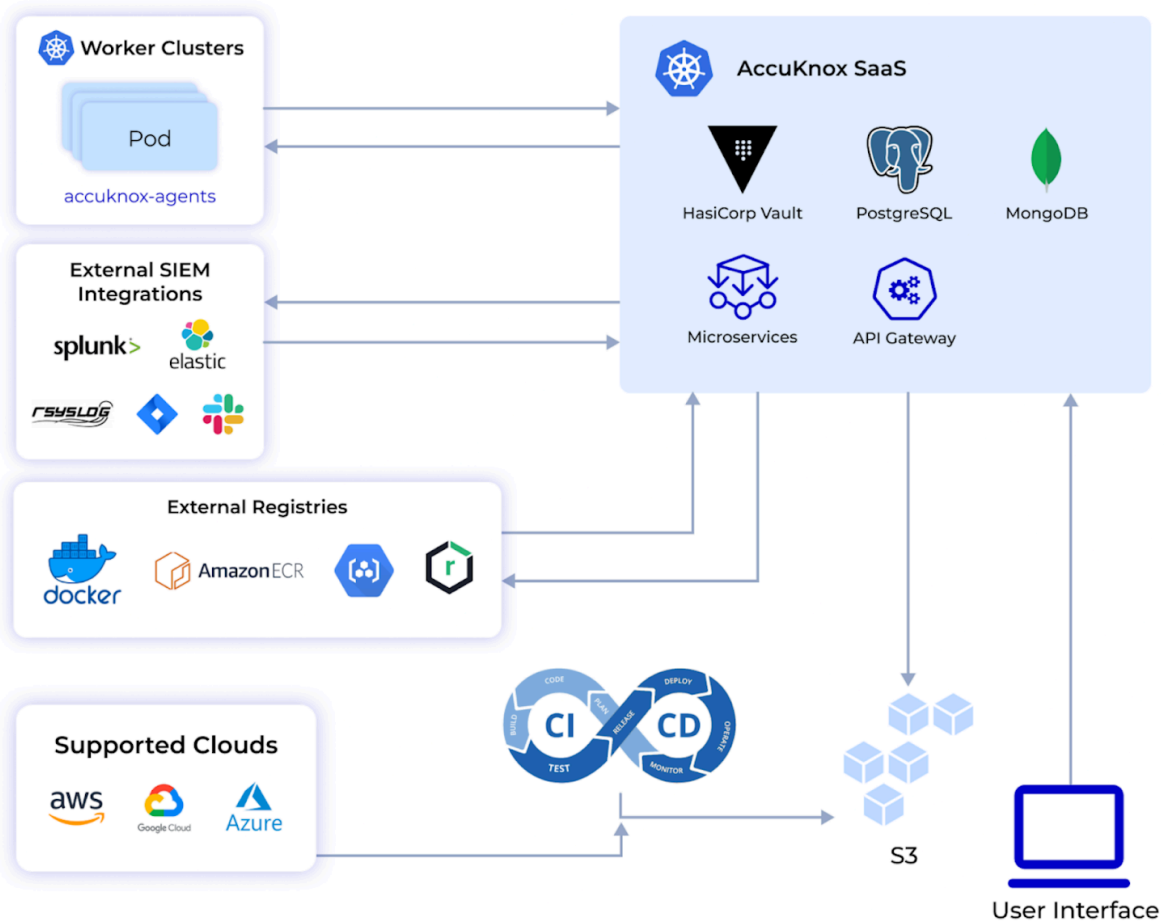 Worker Clusters
Pod
accuknox-agents
External SIEM
Integrations
splunk>
elastic
rsyslog
External Registries
docker
Amazon ECR
r
Supported Clouds
aws
Google Cloud
Azure
AccuKnox SaaS
HasiCorp Vault
PostgreSQL
MongoDB
Microservices
API Gateway
CODE
BUILD
PLAN
CI
TEST
RELEASE
DEPLOY
CD
OPERATE
MONITOR
S3
User Interface